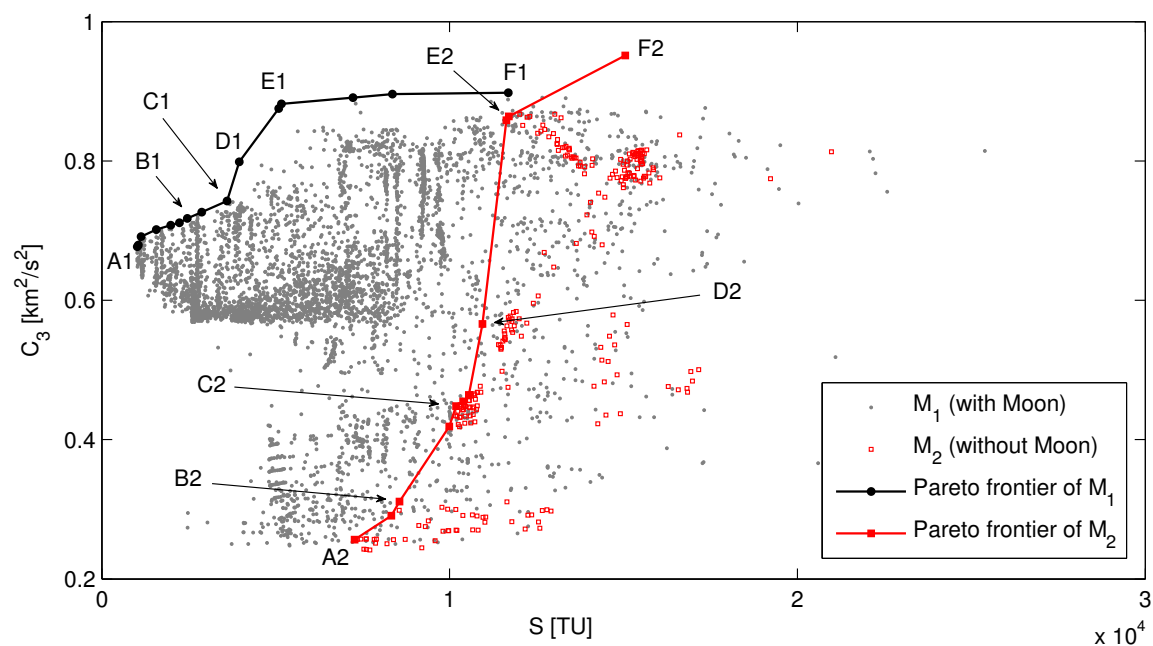 1
0.8
0.6
0.4
0.2
C3 [km2/s2]
0
1
2
3
x 10^4
S [TU]
A1
B1
C1
D1
E1
F1
E2
F2
D2
C2
B2
A2
M1 (with Moon)
M2 (without Moon)
Pareto frontier of M1
Pareto frontier of M2